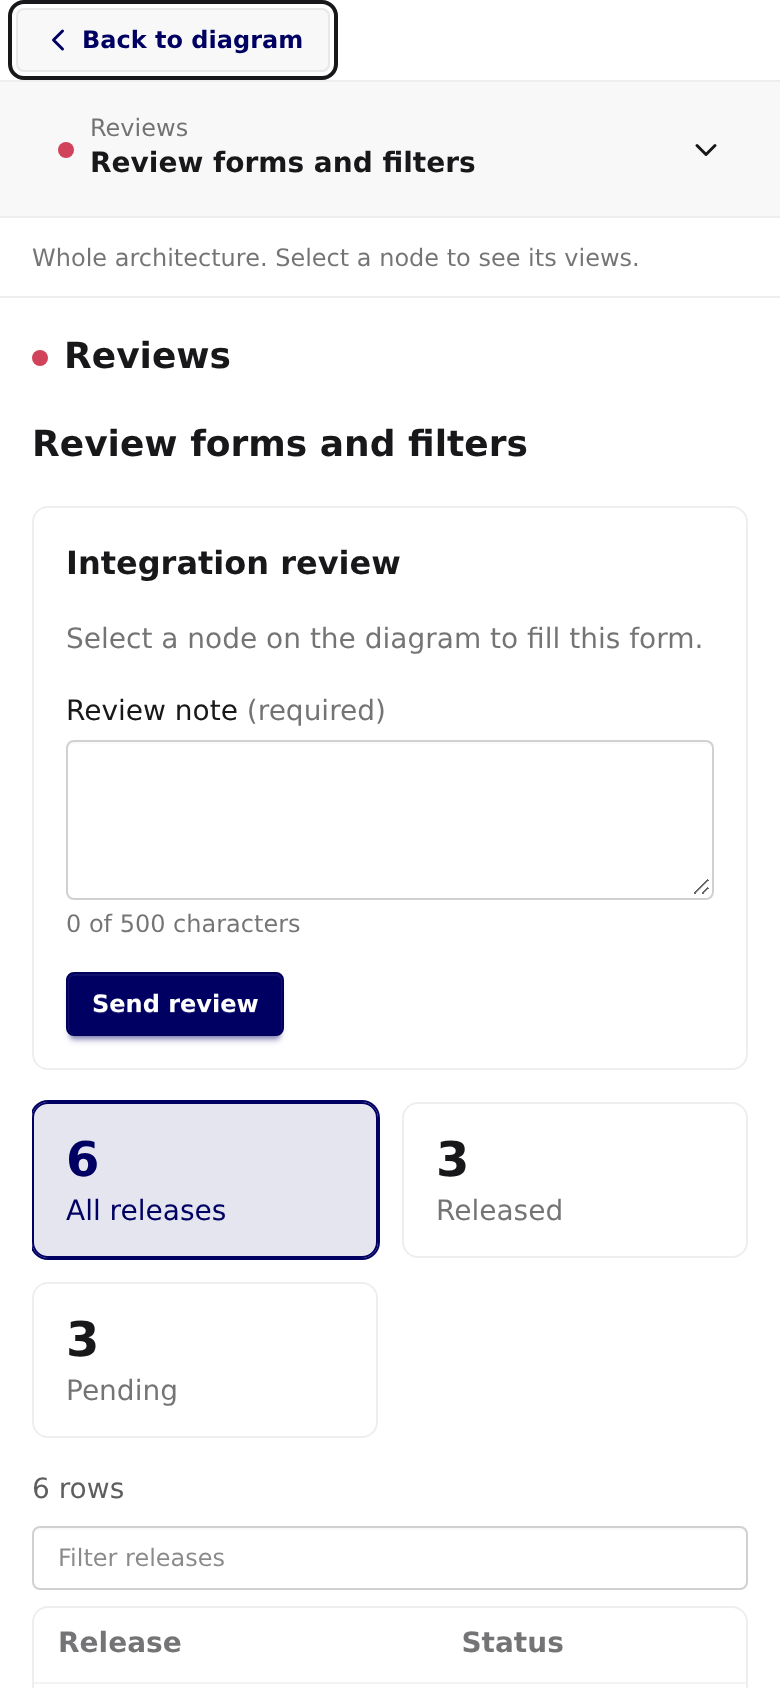 Back to diagram
Reviews
Review forms and filters
Whole architecture. Select a node to see its views.
Reviews
Review forms and filters
Integration review
Select a node on the diagram to fill this form.
Review note (required)
0 of 500 characters
Send review
6
All releases
3
Released
3
Pending
6 rows
Filter releases
Release Status